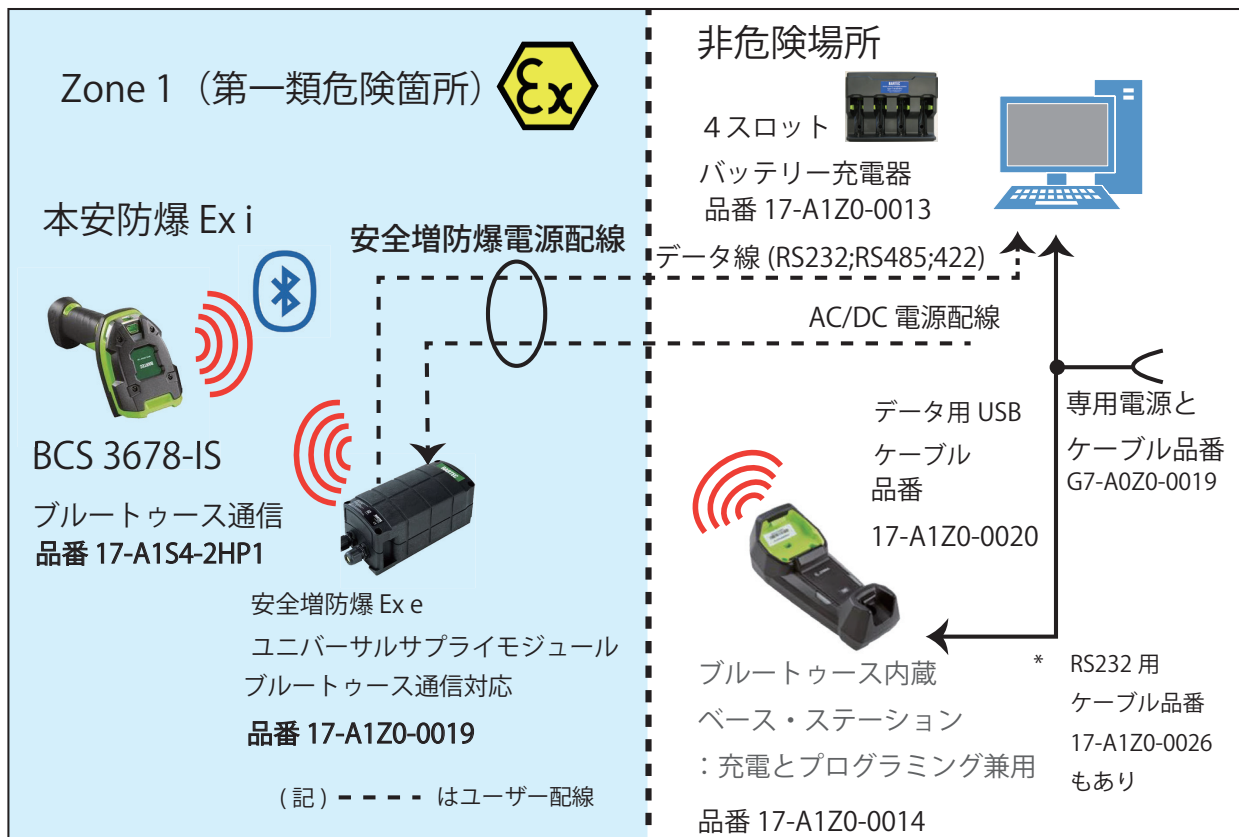 Zone 1（第一類危険箇所）
εx
本安防爆 Ex i
安全増防爆電源配線
BCS 3678-IS
ブルートゥース通信
品番 17-A1S4-2HP1
安全増防爆 Ex e
ユニバーサルサプライモジュール
ブルートゥース通信対応
品番 17-A1Z0-0019
( 記 ) - - - - はユーザー配線
非危険場所
４スロット
バッテリー充電器
品番 17-A1Z0-0013
データ線 (RS232;RS485;422)
AC/DC 電源配線
データ用 USB
ケーブル
品番
17-A1Z0-0020
専用電源と
ケーブル品番
G7-A0Z0-0019
ブルートゥース内蔵
ベース・ステーション
：充電とプログラミング兼用
品番 17-A1Z0-0014
* RS232 用
ケーブル品番
17-A1Z0-0026
もあり